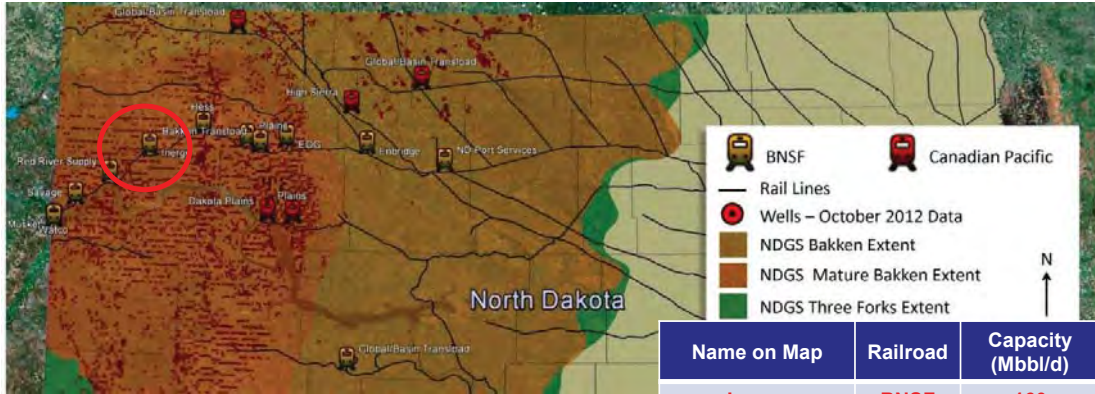 Global/Basin Transload
Global/Basin Transload
High Sierra
Hess
Bakken Transload
Plains
EOG
Inergy
Enbridge
ND Port Services
Red River Supply
Savage
Dakota Plains
Plains
Musket
Watco
North Dakota
Global/Basin Transload
BNSF
Canadian Pacific
Rail Lines
Wells – October 2012 Data
NDGS Bakken Extent
NDGS Mature Bakken Extent
NDGS Three Forks Extent
N
Name on Map
Railroad
Capacity
(Mbbl/d)